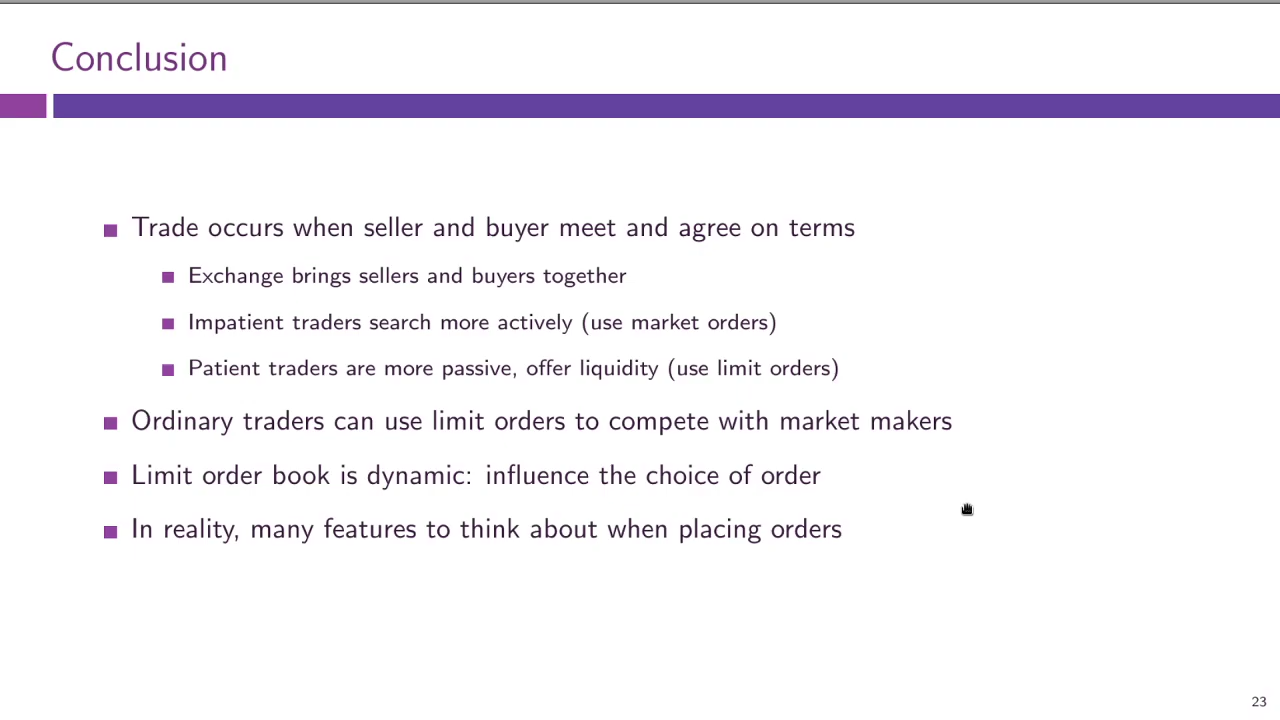 Conclusion
Trade occurs when seller and buyer meet and agree on terms
Exchange brings sellers and buyers together
Impatient traders search more actively (use market orders)
Patient traders are more passive, offer liquidity (use limit orders)
Ordinary traders can use limit orders to compete with market makers
Limit order book is dynamic: influence the choice of order
In reality, many features to think about when placing orders
23